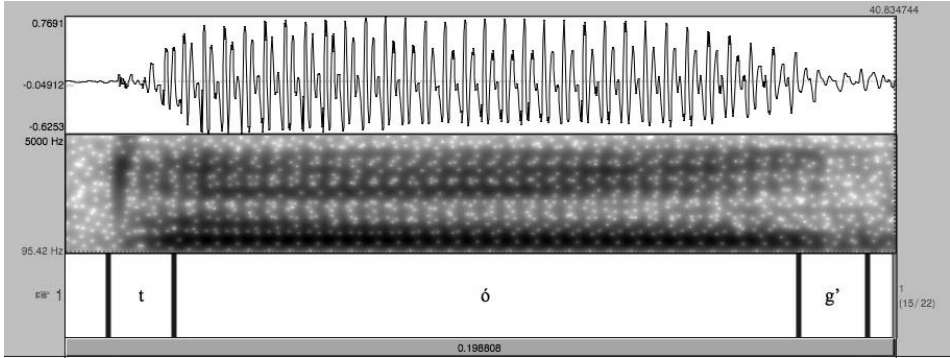 40.834744
0.7691
-0.04912
-0.6253
5000 Hz
95.42 Hz
☞ 1 t ó g’ 1
(15/22)
0.198808